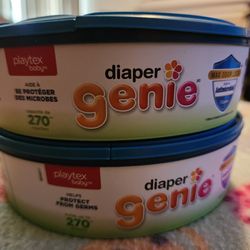 playtex
baby
AIDE À
SE PROTÉGER
DES MICROBES
270
diaper
genie
playtex
baby
HELPS
PROTECT
FROM GERMS
270
diaper
genie